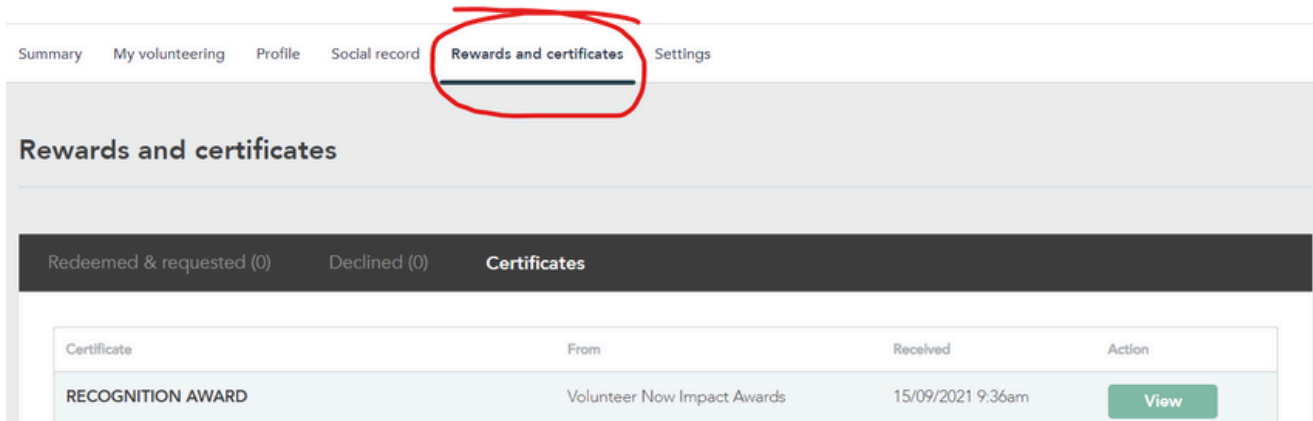 Summary My volunteering Profile Social record Rewards and certificates Settings
Rewards and certificates
Redeemed & requested (0) Declined (0) Certificates
Certificate From Received Action
RECOGNITION AWARD Volunteer Now Impact Awards 15/09/2021 9:36am View